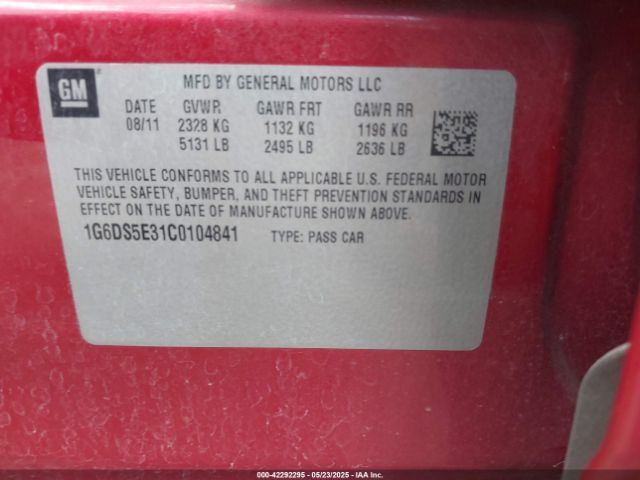 GM
MFD BY GENERAL MOTORS LLC
DATE GVWR GAWR FRT GAWR RR
08/11 2328 KG 1132 KG 1196 KG
5131 LB 2495 LB 2636 LB
THIS VEHICLE CONFORMS TO ALL APPLICABLE U.S. FEDERAL MOTOR
VEHICLE SAFETY, BUMPER, AND THEFT PREVENTION STANDARDS IN
EFFECT ON THE DATE OF MANUFACTURE SHOWN ABOVE.
1G6DS5E31C0104841 TYPE: PASS CAR
000-42292295 - 05/23/2025 - IAA Inc.